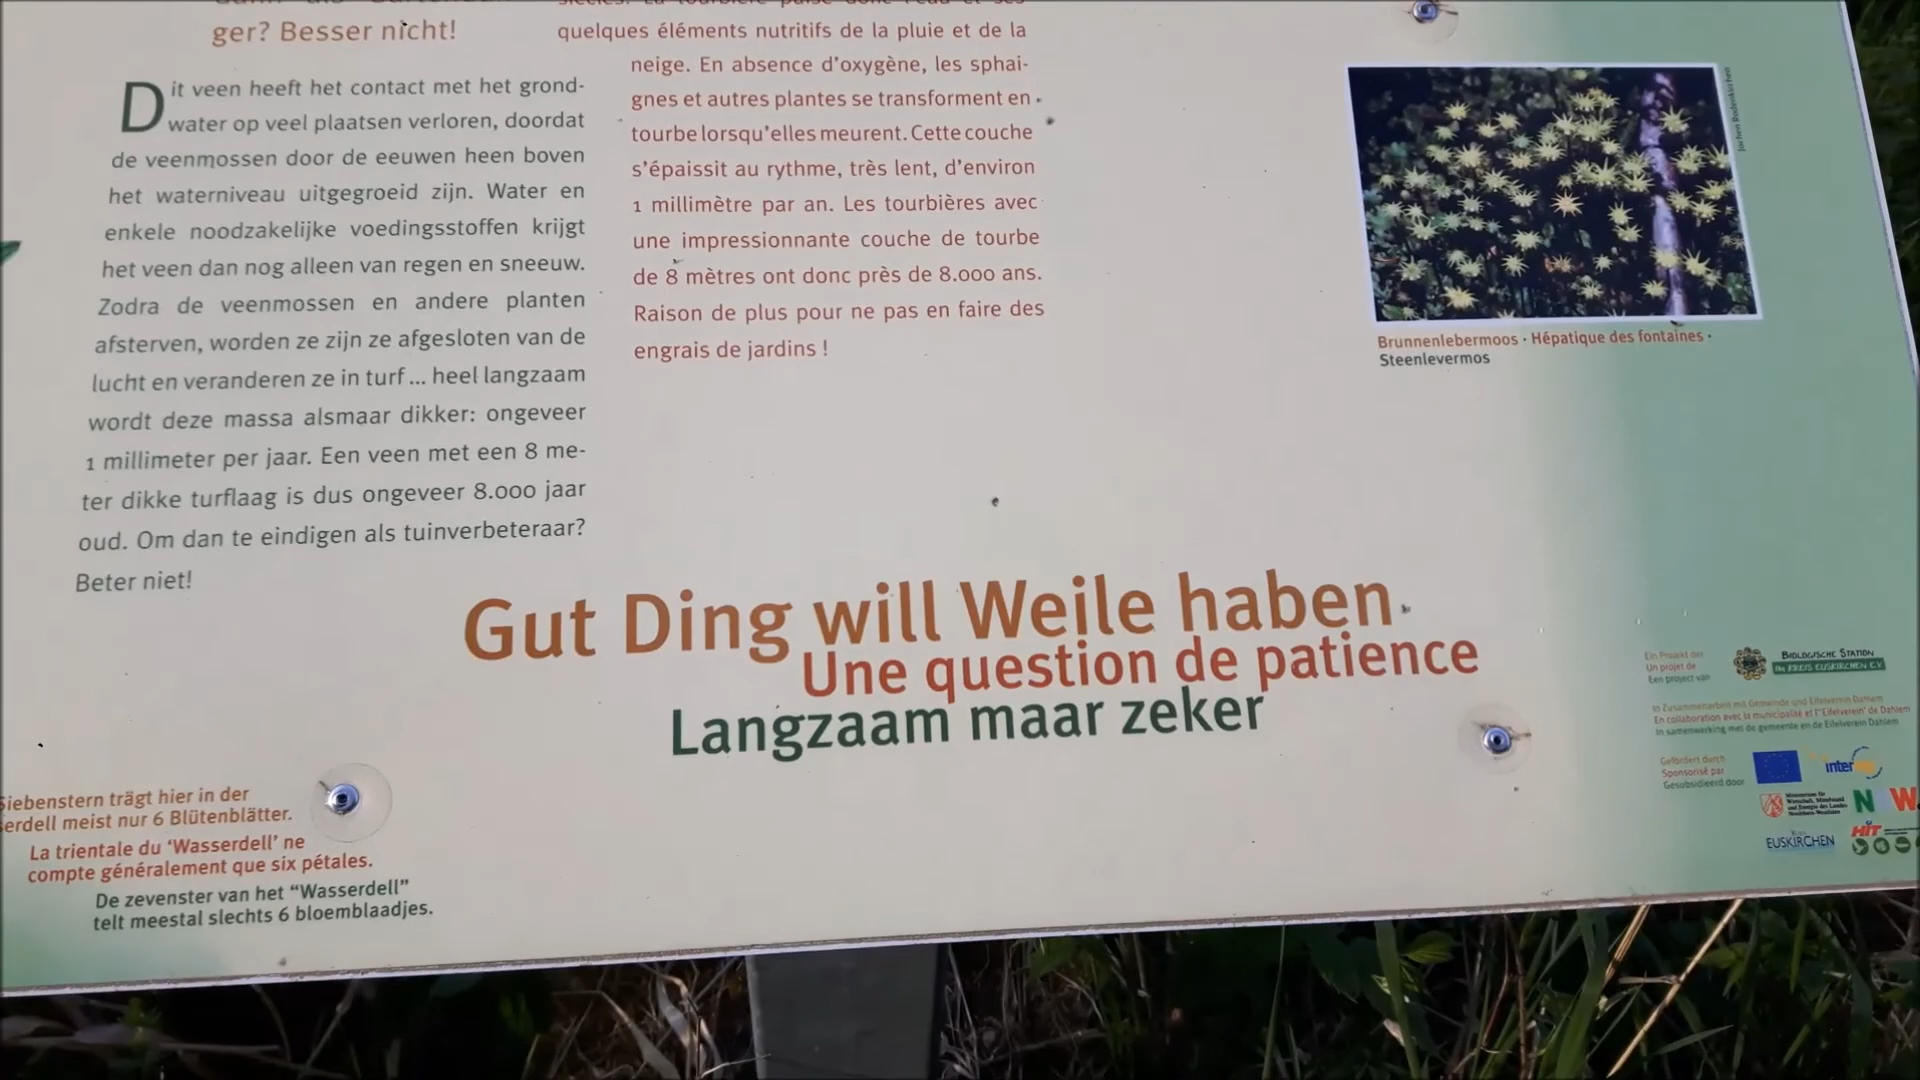 ger? Besser nicht!
Dit veen heeft het contact met het grond-
water op veel plaatsen verloren, doordat
de veenmossen door de eeuwen heen boven
het waterniveau uitgegroeid zijn. Water en
enkele noodzakelijke voedingsstoffen krijgt
het veen dan nog alleen van regen en sneeuw.
Zodra de veenmossen en andere planten
afsterven, worden ze zijn ze afgesloten van de
lucht en veranderen ze in turf ... heel langzaam
wordt deze massa alsmaar dikker: ongeveer
1 millimeter per jaar. Een veen met een 8 me-
ter dikke turflaag is dus ongeveer 8.000 jaar
oud. Om dan te eindigen als tuinverbeteraar?
Beter niet!
quelques éléments nutritifs de la pluie et de la
neige. En absence d'oxygène, les sphai-
gnes et autres plantes se transforment en
tourbe lorsqu'elles meurent. Cette couche
s'épaissit au rythme, très lent, d'environ
1 millimètre par an. Les tourbières avec
une impressionnante couche de tourbe
de 8 mètres ont donc près de 8.000 ans.
Raison de plus pour ne pas en faire des
engrais de jardins !
Brunnenlebermoos · Hépatique des fontaines ·
Steenlevermos
Gut Ding will Weile haben
Une question de patience
Langzaam maar zeker
Siebenstern trägt hier in der
serdell meist nur 6 Blütenblätter.
La trientale du 'Wasserdell' ne
compte généralement que six pétales.
De zevenster van het "Wasserdell"
telt meestal slechts 6 bloemblaadjes.
Ein Projekt der
Un projet de
Een project van
BIOLOGISCHE STATION
IM KREIS EUSKIRCHEN E.V.
In Zusammenarbeit mit Gemeinde und Eifelverein Dahlem
En collaboration avec la municipalité et l'"Eifelverein" de Dahlem
In samenwerking met de gemeente en de Eifelverein Dahlem
Gefördert durch
Sponsorisé par
Gesubsidieerd door
inter
Ministerium für
Wirtschaft, Mittelstand
und Energie des Landes
Nordrhein-Westfalen
N W
EUSKIRCHEN
HIT